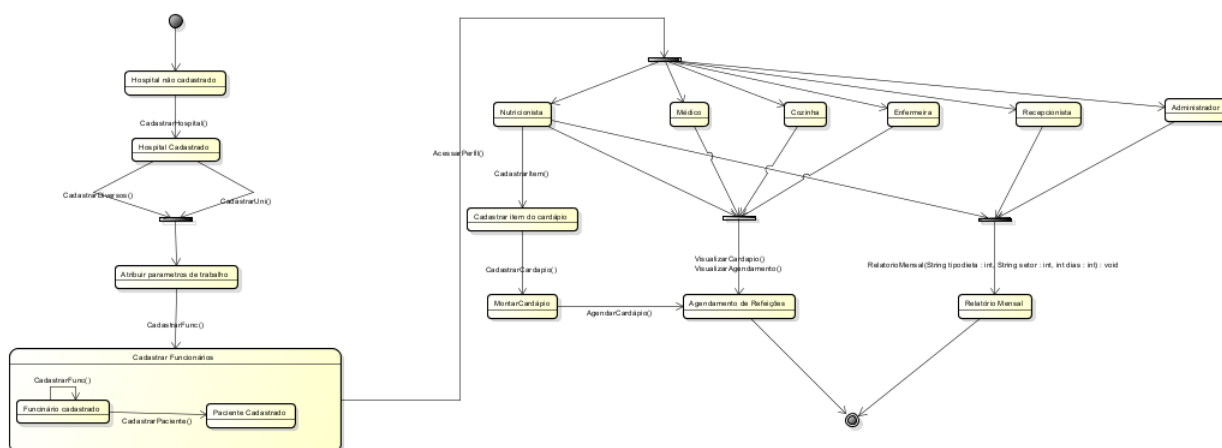 Hospital não cadastrado
CadastrarHospital()
Hospital Cadastrado
CadastrarDiversos()
CadastrarUni()
Atribuir parametros de trabalho
CadastrarFunc()
Cadastrar Funcionários
CadastrarFunc()
Funcinário cadastrado
CadastrarPaciente()
Paciente Cadastrado
AcessarPerfil()
Nutricionista
Médico
Cozinha
Enfermeira
Recepcionista
Administrador
CadastrarItem()
Cadastrar item do cardápio
CadastrarCardapio()
MontarCardápio
AgendarCardápio()
VisualizarCardapio()
VisualizarAgendamento()
Agendamento de Refeições
RelatorioMensal(String tipodieta : int, String setor : int, int dias : int) : void
Relatório Mensal